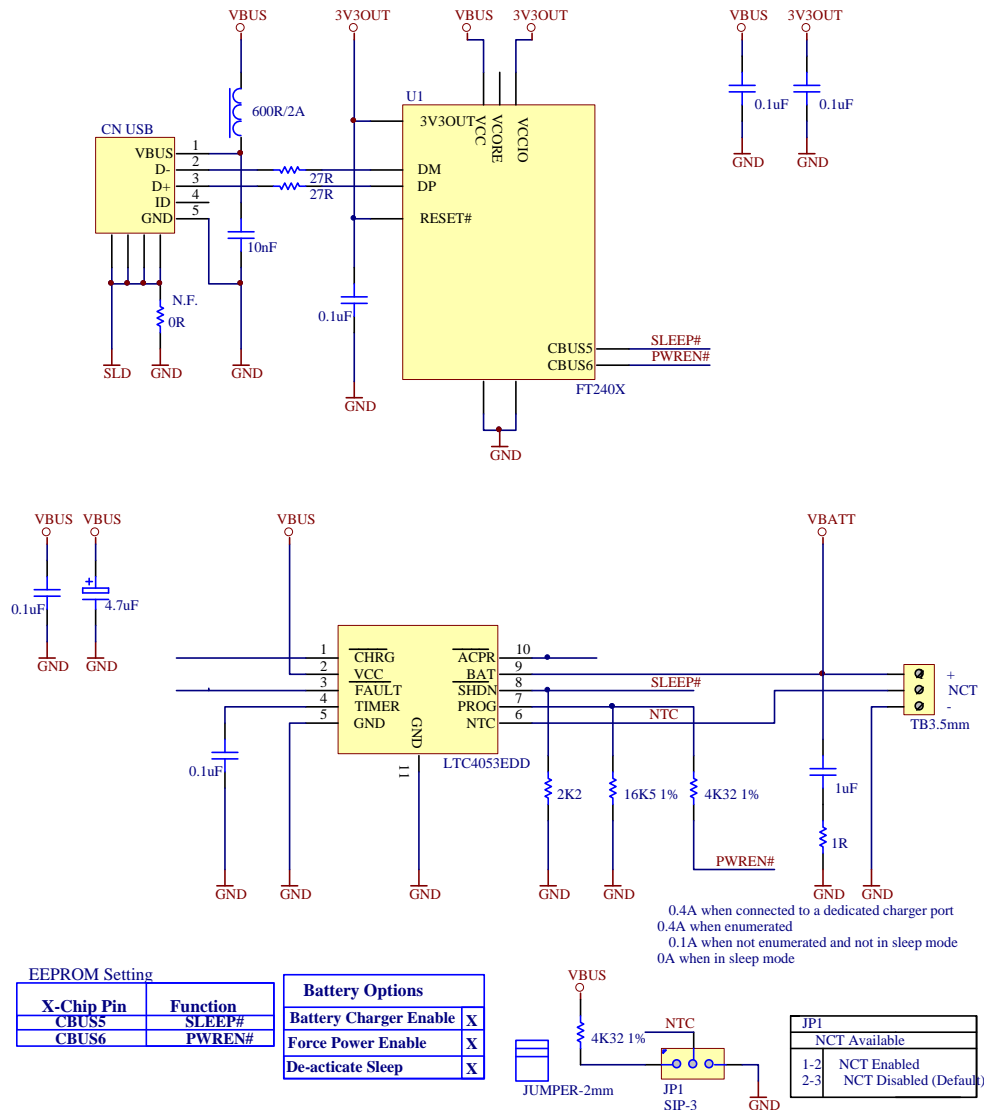 VBUS
3V3OUT
VBUS
3V3OUT
VBUS
3V3OUT
600R/2A
U1
0.1uF
0.1uF
3V3OUT
VCC
VCORE
VCCIO
CN USB
VBUS
1
D-
2
D+
3
ID
4
GND
5
27R
27R
DM
DP
RESET#
GND
GND
10nF
N.F.
0R
0.1uF
CBUS5
SLEEP#
CBUS6
PWREN#
SLD
GND
GND
FT240X
GND
GND
VBUS
VBUS
VBUS
VBATT
0.1uF
+
4.7uF
GND
GND
1
CHRG
2
VCC
3
FAULT
4
TIMER
5
GND
GND
11
ACPR
10
BAT
9
SHDN
8
SLEEP#
PROG
7
NTC
6
NTC
LTC4053EDD
+
NCT
-
TB3.5mm
0.1uF
2K2
16K5 1%
4K32 1%
1uF
1R
PWREN#
GND
GND
GND
GND
GND
GND
GND
0.4A when connected to a dedicated charger port
0.4A when enumerated
0.1A when not enumerated and not in sleep mode
0A when in sleep mode
EEPROM Setting
X-Chip Pin
Function
CBUS5
SLEEP#
CBUS6
PWREN#
Battery Options
Battery Charger Enable X
Force Power Enable X
De-acticate Sleep X
VBUS
4K32 1%
NTC
JUMPER-2mm
JP1
SIP-3
GND
JP1
NCT Available
1-2 NCT Enabled
2-3 NCT Disabled (Default)